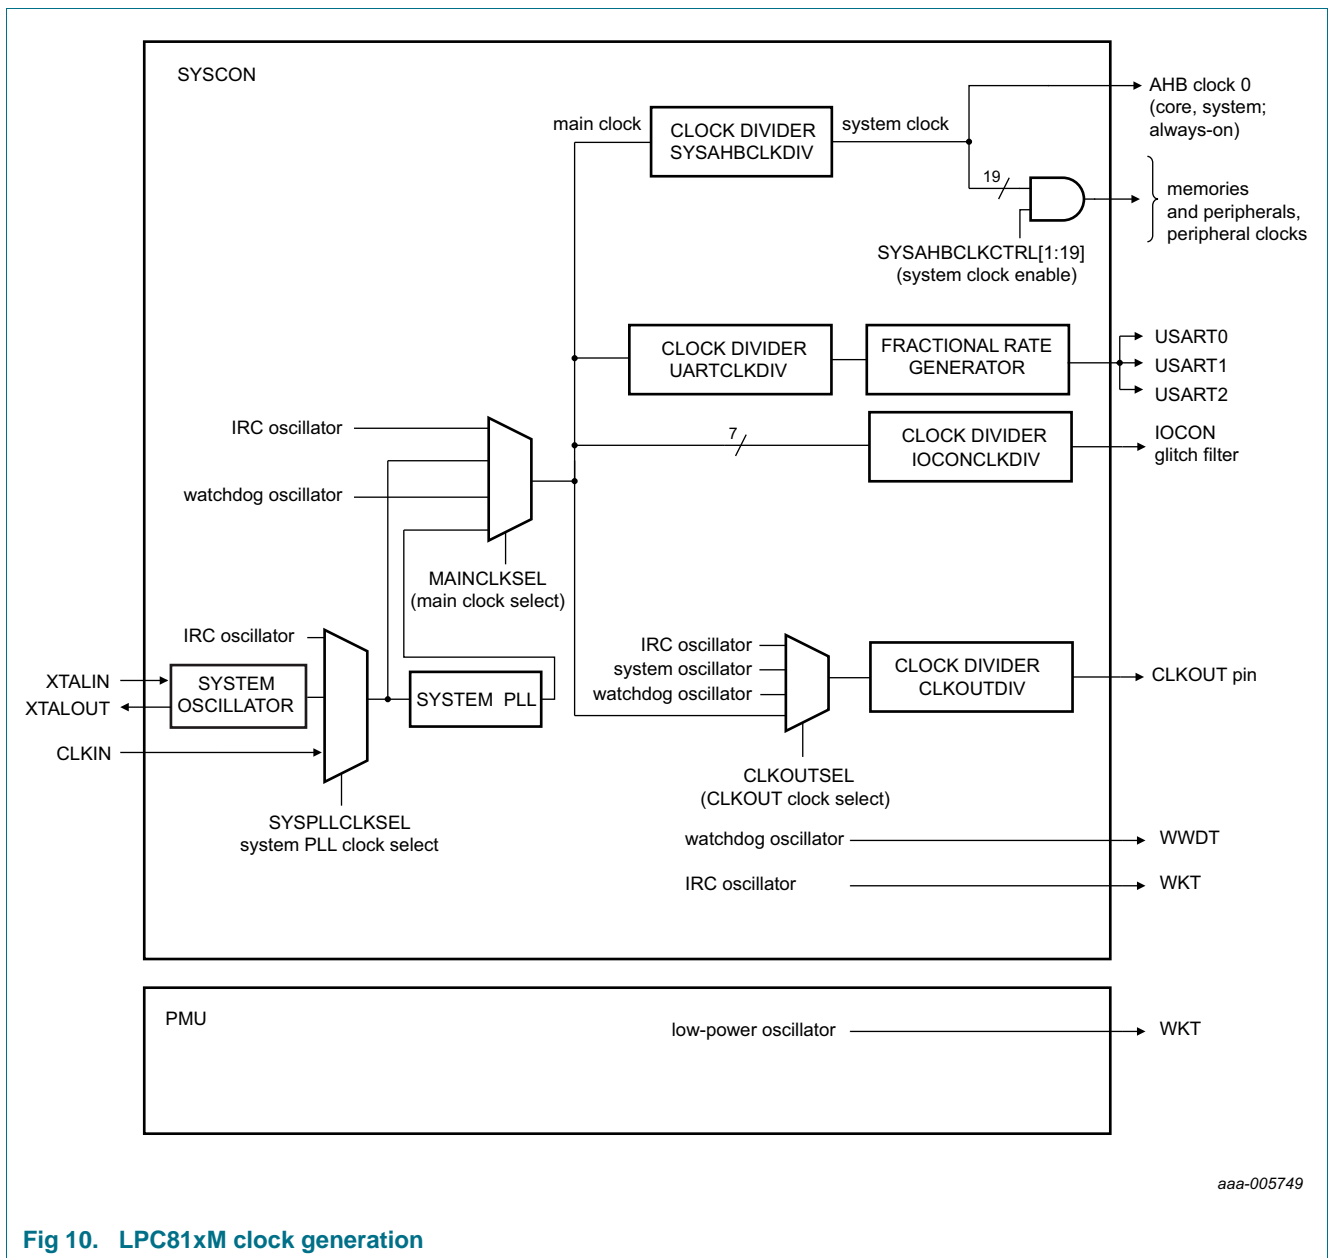 SYSCON
AHB clock 0
(core, system;
always-on)
main clock
CLOCK DIVIDER
SYSAHBCLKDIV
system clock
19
memories
and peripherals,
peripheral clocks
SYSAHBCLKCTRL[1:19]
(system clock enable)
CLOCK DIVIDER
UARTCLKDIV
FRACTIONAL RATE
GENERATOR
USART0
USART1
USART2
IRC oscillator
7
CLOCK DIVIDER
IOCONCLKDIV
IOCON
glitch filter
watchdog oscillator
MAINCLKSEL
(main clock select)
IRC oscillator
XTALIN
XTALOUT
SYSTEM
OSCILLATOR
SYSTEM PLL
CLKIN
IRC oscillator
system oscillator
watchdog oscillator
CLOCK DIVIDER
CLKOUTDIV
CLKOUT pin
CLKOUTSEL
(CLKOUT clock select)
SYSPLLCLKSEL
system PLL clock select
watchdog oscillator
WWDT
IRC oscillator
WKT
PMU
low-power oscillator
WKT
aaa-005749
Fig 10. LPC81xM clock generation